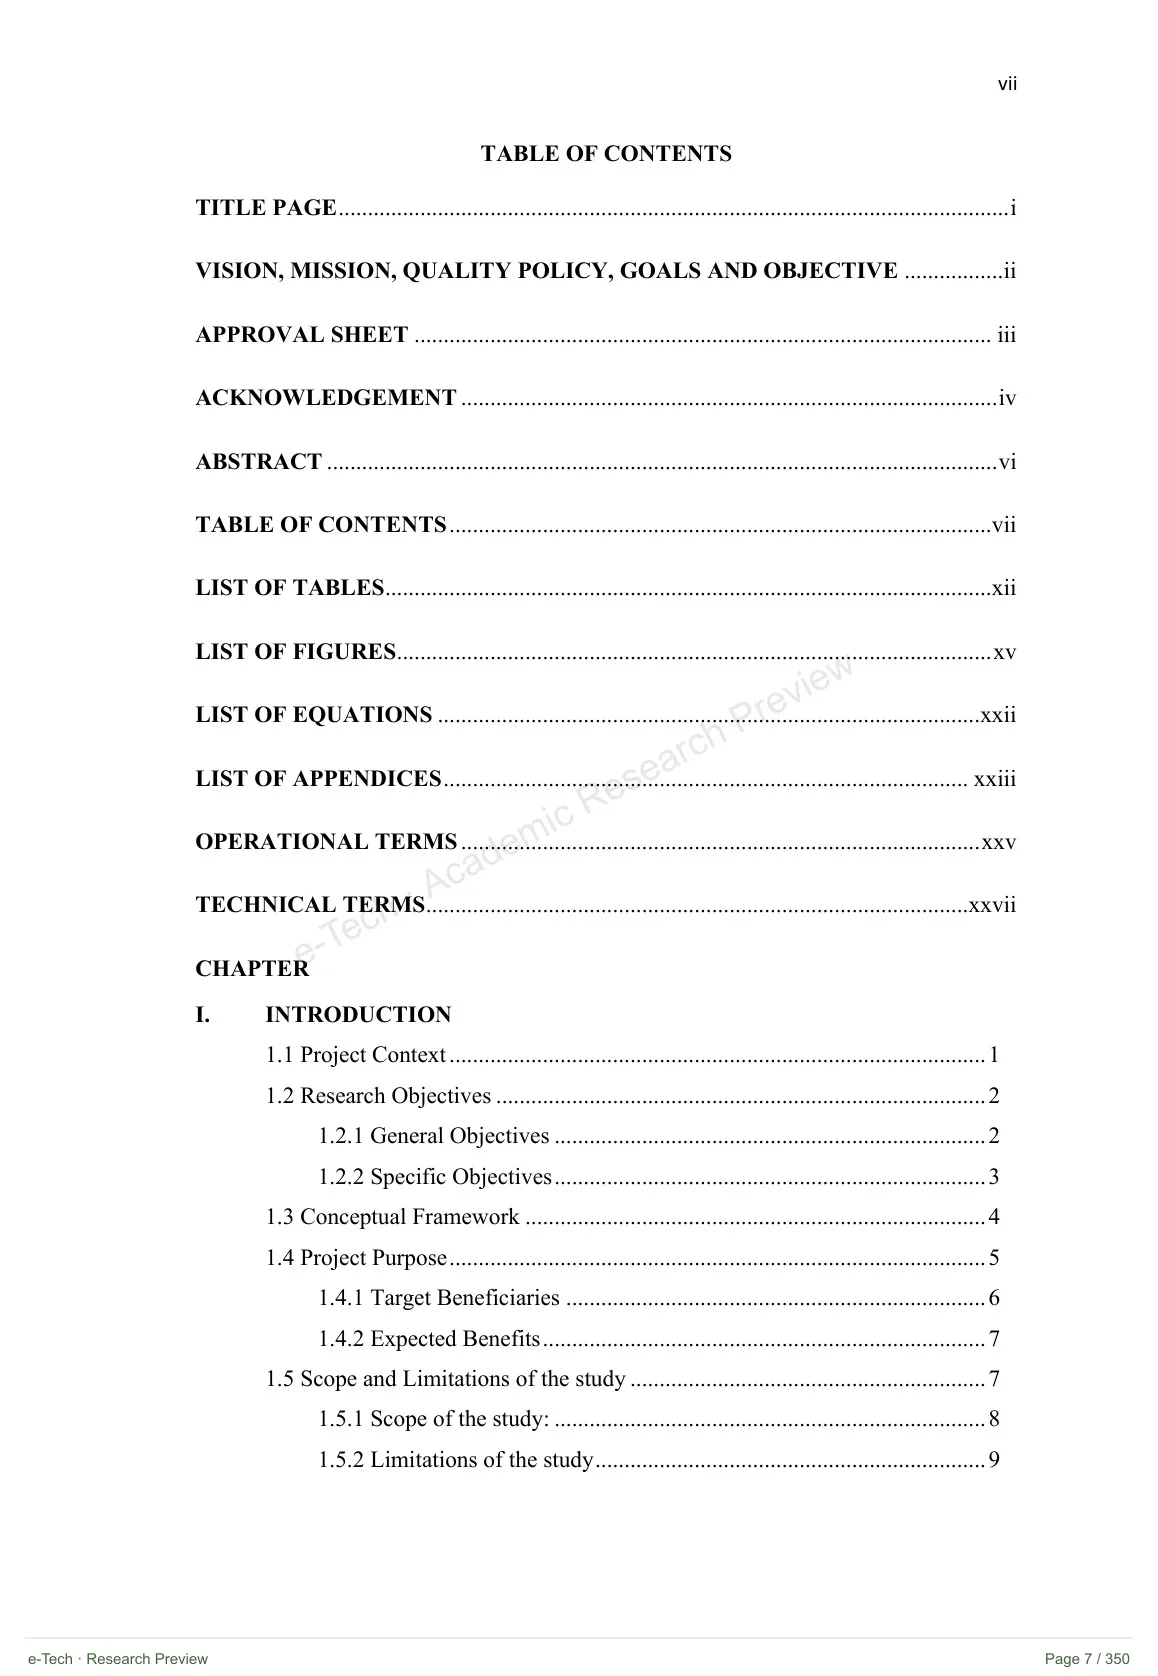 vii
TABLE OF CONTENTS
TITLE PAGE....................................................................................................................i
VISION, MISSION, QUALITY POLICY, GOALS AND OBJECTIVE .................ii
APPROVAL SHEET ................................................................................................... iii
ACKNOWLEDGEMENT ............................................................................................iv
ABSTRACT ...................................................................................................................vi
TABLE OF CONTENTS.............................................................................................vii
LIST OF TABLES........................................................................................................xii
LIST OF FIGURES......................................................................................................xv
LIST OF EQUATIONS .............................................................................................xxii
LIST OF APPENDICES.......................................................................................... xxiii
OPERATIONAL TERMS .........................................................................................xxv
TECHNICAL TERMS.............................................................................................xxvii
e-Tech · Academic Research Preview
CHAPTER
I. INTRODUCTION
1.1 Project Context............................................................................................1
1.2 Research Objectives ....................................................................................2
1.2.1 General Objectives ..........................................................................2
1.2.2 Specific Objectives..........................................................................3
1.3 Conceptual Framework ...............................................................................4
1.4 Project Purpose............................................................................................5
1.4.1 Target Beneficiaries ........................................................................6
1.4.2 Expected Benefits............................................................................7
1.5 Scope and Limitations of the study .............................................................7
1.5.1 Scope of the study: ..........................................................................8
1.5.2 Limitations of the study...................................................................9
e-Tech · Research Preview
Page 7 / 350